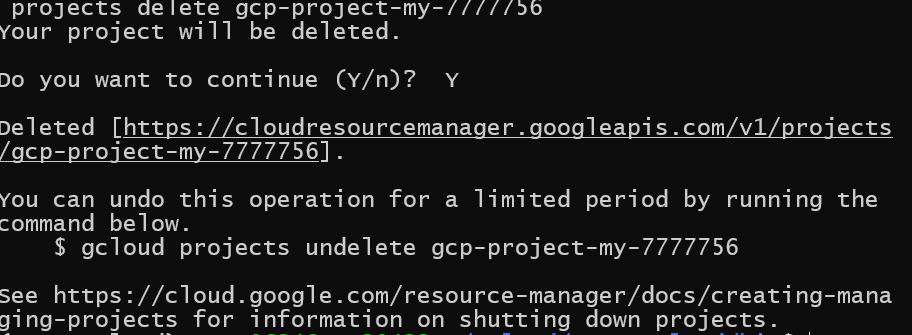 projects delete gcp-project-my-7777756
Your project will be deleted.
Do you want to continue (Y/n)?  Y
Deleted [https://cloudresourcemanager.googleapis.com/v1/projects
/gcp-project-my-7777756].
You can undo this operation for a limited period by running the
command below.
    $ gcloud projects undelete gcp-project-my-7777756
See https://cloud.google.com/resource-manager/docs/creating-mana
ging-projects for information on shutting down projects.